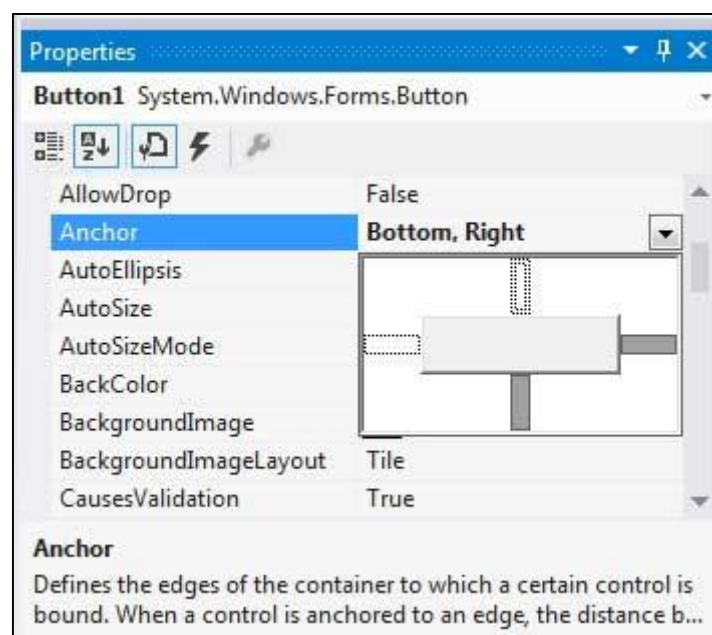 Properties
Button1 System.Windows.Forms.Button
AllowDrop False
Anchor Bottom, Right
AutoEllipsis
AutoSize
AutoSizeMode
BackColor
BackgroundImage
BackgroundImageLayout Tile
CausesValidation True
Anchor
Defines the edges of the container to which a certain control is
bound. When a control is anchored to an edge, the distance b...